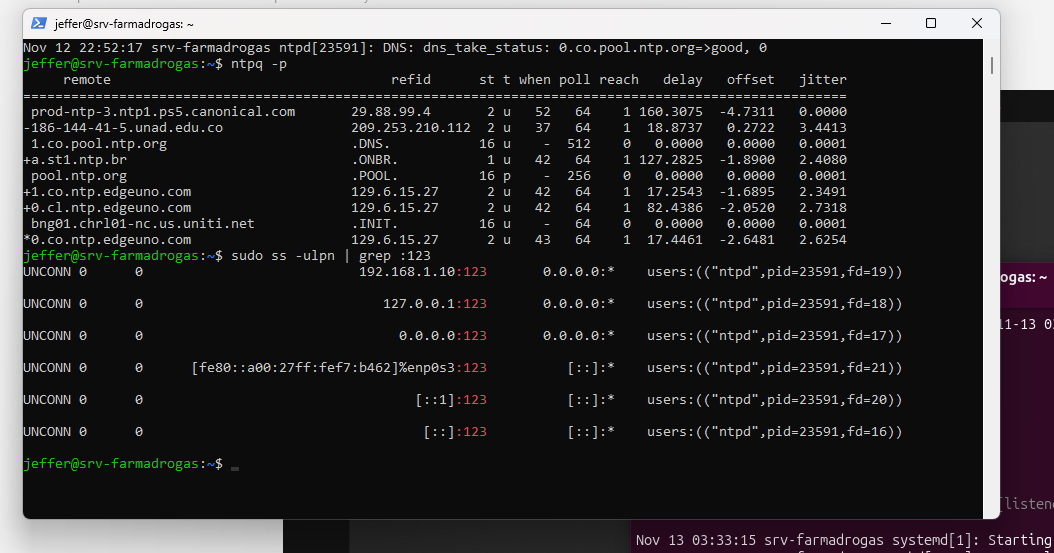 jeffer@srv-farmadrogas: ~
Nov 12 22:52:17 srv-farmadrogas ntpd[23591]: DNS: dns_take_status: 0.co.pool.ntp.org=>good, 0
jeffer@srv-farmadrogas:~$ ntpq -p
remote refid st t when poll reach delay offset jitter
==============================================================================
prod-ntp-3.ntp1.ps5.canonical.com 29.88.99.4 2 u 52 64 1 160.3075 -4.7311 0.0000
-186-144-41-5.unad.edu.co 209.253.210.112 2 u 37 64 1 18.8737 0.2722 3.4413
1.co.pool.ntp.org .DNS. 16 u - 512 0 0.0000 0.0000 0.0001
+a.st1.ntp.br .ONBR. 1 u 42 64 1 127.2825 -1.8900 2.4080
pool.ntp.org .POOL. 16 p - 256 0 0.0000 0.0000 0.0001
+1.co.ntp.edgeuno.com 129.6.15.27 2 u 42 64 1 17.2543 -1.6895 2.3491
+0.cl.ntp.edgeuno.com 129.6.15.27 2 u 42 64 1 82.4386 -2.0520 2.7318
bng01.chrl01-nc.us.uniti.net .INIT. 16 u - 64 0 0.0000 0.0000 0.0001
*0.co.ntp.edgeuno.com 129.6.15.27 2 u 43 64 1 17.4461 -2.6481 2.6254
jeffer@srv-farmadrogas:~$ sudo ss -ulpn | grep :123
UNCONN 0 0 192.168.1.10:123 0.0.0.0:* users:(("ntpd",pid=23591,fd=19))
UNCONN 0 0 127.0.0.1:123 0.0.0.0:* users:(("ntpd",pid=23591,fd=18))
UNCONN 0 0 0.0.0.0:123 0.0.0.0:* users:(("ntpd",pid=23591,fd=17))
UNCONN 0 0 [fe80::a00:27ff:fef7:b462]%enp0s3:123 [::]:* users:(("ntpd",pid=23591,fd=21))
UNCONN 0 0 [::1]:123 [::]:* users:(("ntpd",pid=23591,fd=20))
UNCONN 0 0 [::]:123 [::]:* users:(("ntpd",pid=23591,fd=16))
jeffer@srv-farmadrogas:~$
ogas: ~
11-13 03
[listene
Nov 13 03:33:15 srv-farmadrogas systemd[1]: Starting